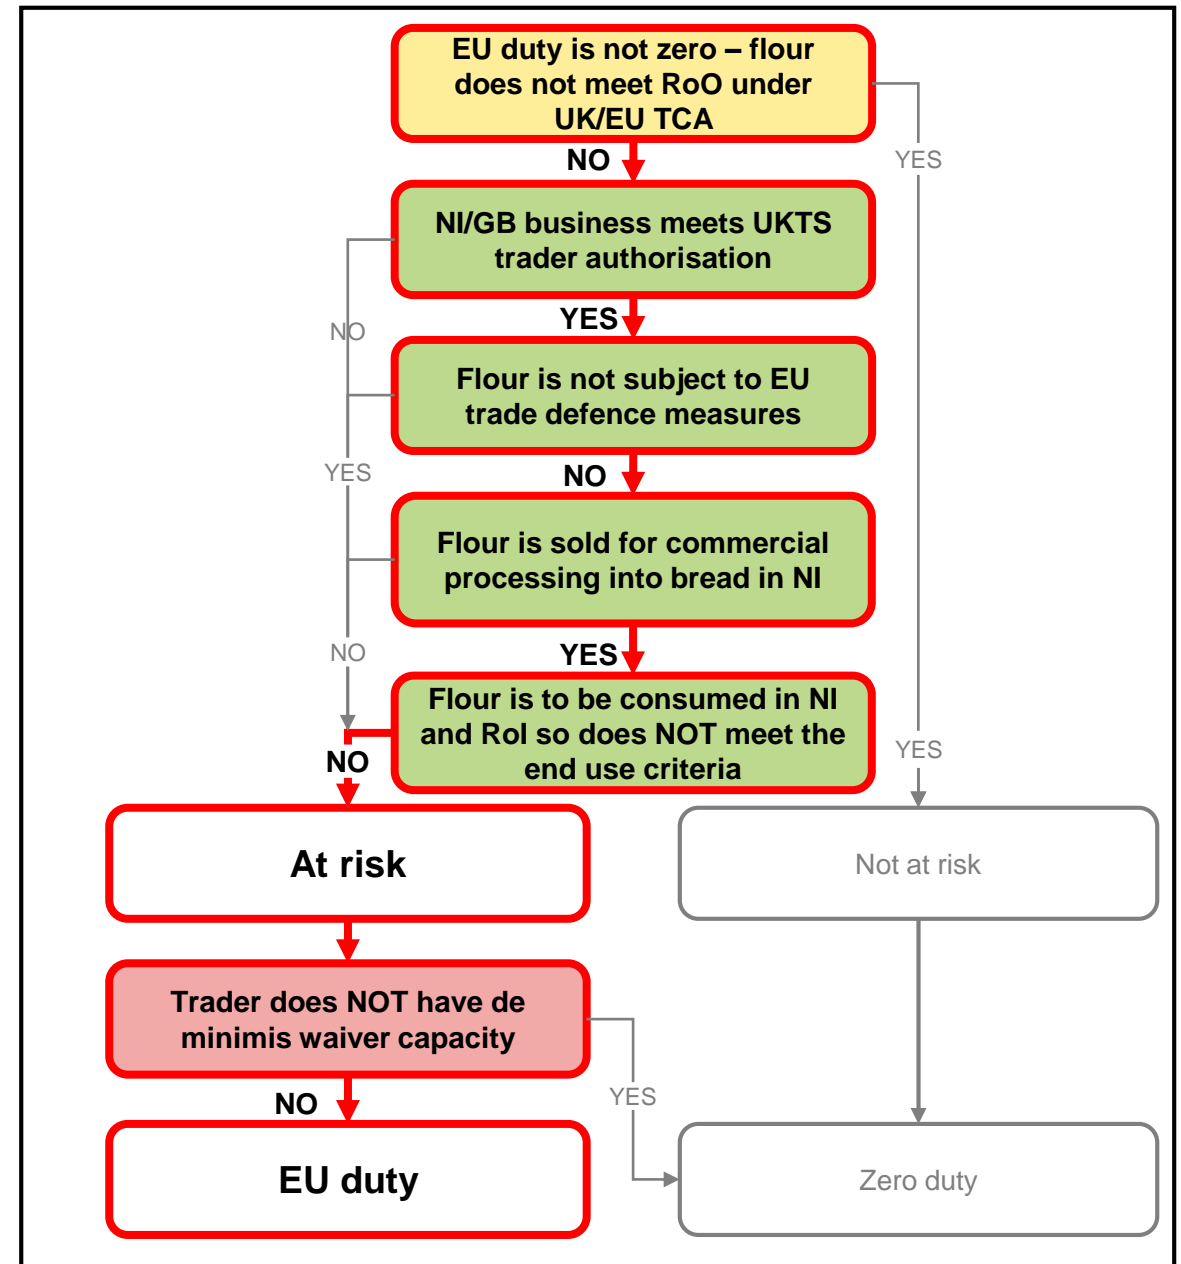 EU duty is not zero – flour
does not meet RoO under
UK/EU TCA
NO
YES
NI/GB business meets UKTS
trader authorisation
YES
NO
Flour is not subject to EU
trade defence measures
NO
YES
Flour is sold for commercial
processing into bread in NI
YES
NO
Flour is to be consumed in NI
and RoI so does NOT meet the
end use criteria
NO
YES
At risk
Not at risk
Trader does NOT have de
minimis waiver capacity
NO
YES
EU duty
Zero duty